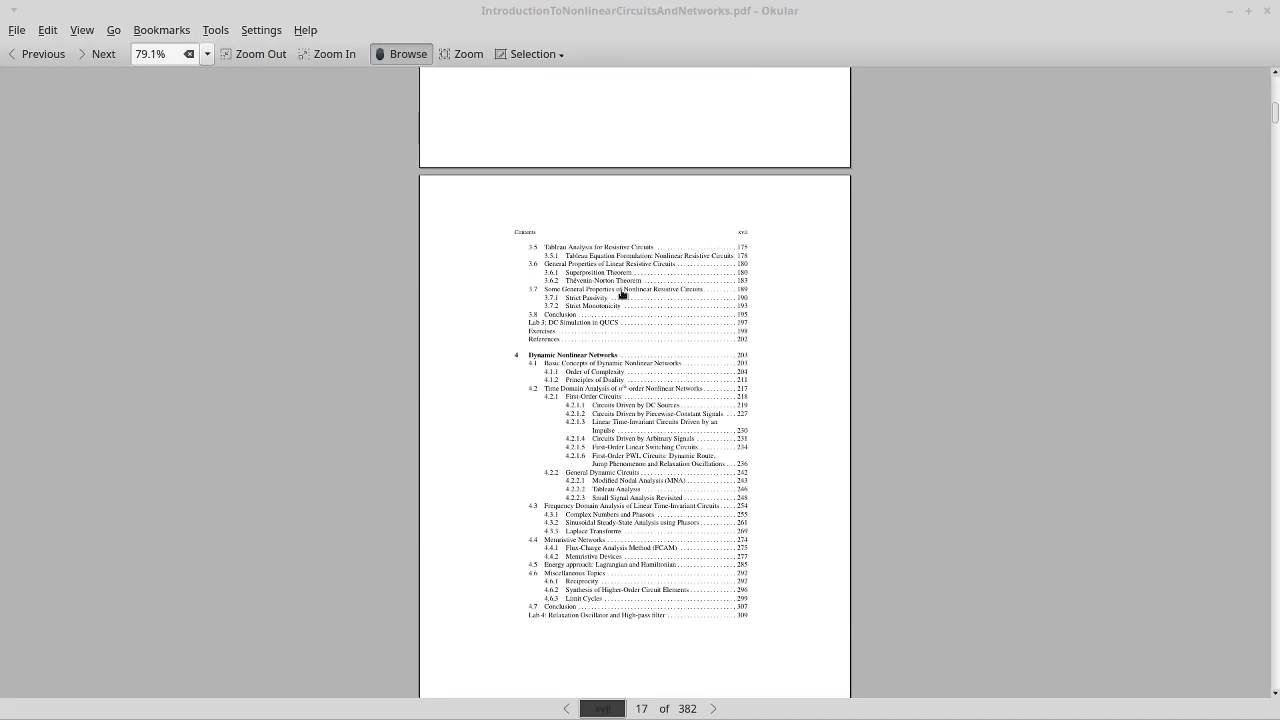 IntroductionToNonlinearCircuitsAndNetworks.pdf – Okular
File Edit View Go Bookmarks Tools Settings Help
Previous Next 79.1% Zoom Out Zoom In Browse Zoom Selection
Contents xvii
3.5 Tableau Analysis for Resistive Circuits 175
3.5.1 Tableau Equation Formulation: Nonlinear Resistive Circuits 178
3.6 General Properties of Linear Resistive Circuits 180
3.6.1 Superposition Theorem 180
3.6.2 Thévenin-Norton Theorem 183
3.7 Some General Properties of Nonlinear Resistive Circuits 189
3.7.1 Strict Passivity 190
3.7.2 Strict Monotonicity 193
3.8 Conclusion 195
Lab 3: DC Simulation in QUCS 197
Exercises 198
References 202
4 Dynamic Nonlinear Networks 203
4.1 Basic Concepts of Dynamic Nonlinear Networks 203
4.1.1 Order of Complexity 204
4.1.2 Principles of Duality 211
4.2 Time Domain Analysis of nth-order Nonlinear Networks 217
4.2.1 First-Order Circuits 218
4.2.1.1 Circuits Driven by DC Sources 219
4.2.1.2 Circuits Driven by Piecewise-Constant Signals 227
4.2.1.3 Linear Time-Invariant Circuits Driven by an
Impulse 230
4.2.1.4 Circuits Driven by Arbitrary Signals 231
4.2.1.5 First-Order Linear Switching Circuits 234
4.2.1.6 First-Order PWL Circuits: Dynamic Route,
Jump Phenomenon and Relaxation Oscillations 236
4.2.2 General Dynamic Circuits 242
4.2.2.1 Modified Nodal Analysis (MNA) 243
4.2.2.2 Tableau Analysis 246
4.2.2.3 Small Signal Analysis Revisited 248
4.3 Frequency Domain Analysis of Linear Time-Invariant Circuits 254
4.3.1 Complex Numbers and Phasors 255
4.3.2 Sinusoidal Steady-State Analysis using Phasors 261
4.3.3 Laplace Transforms 269
4.4 Memristive Networks 274
4.4.1 Flux-Charge Analysis Method (FCAM) 275
4.4.2 Memristive Devices 277
4.5 Energy approach: Lagrangian and Hamiltonian 285
4.6 Miscellaneous Topics 292
4.6.1 Reciprocity 292
4.6.2 Synthesis of Higher-Order Circuit Elements 296
4.6.3 Limit Cycles 299
4.7 Conclusion 307
Lab 4: Relaxation Oscillator and High-pass filter 309
xvii 17 of 382